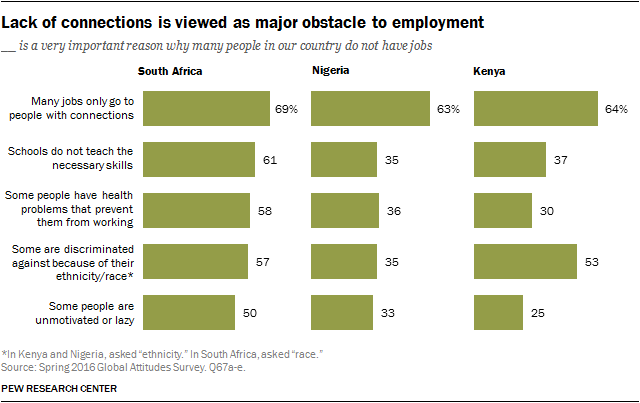 Lack of connections is viewed as major obstacle to employment
__ is a very important reason why many people in our country do not have jobs
South Africa Nigeria Kenya
Many jobs only go to
people with connections
69% 63% 64%
Schools do not teach the
necessary skills
61 35 37
Some people have health
problems that prevent
them from working
58 36 30
Some are discriminated
against because of their
ethnicity/race*
57 35 53
Some people are
unmotivated or lazy
50 33 25
*In Kenya and Nigeria, asked “ethnicity.” In South Africa, asked “race.”
Source: Spring 2016 Global Attitudes Survey. Q67a-e.
PEW RESEARCH CENTER